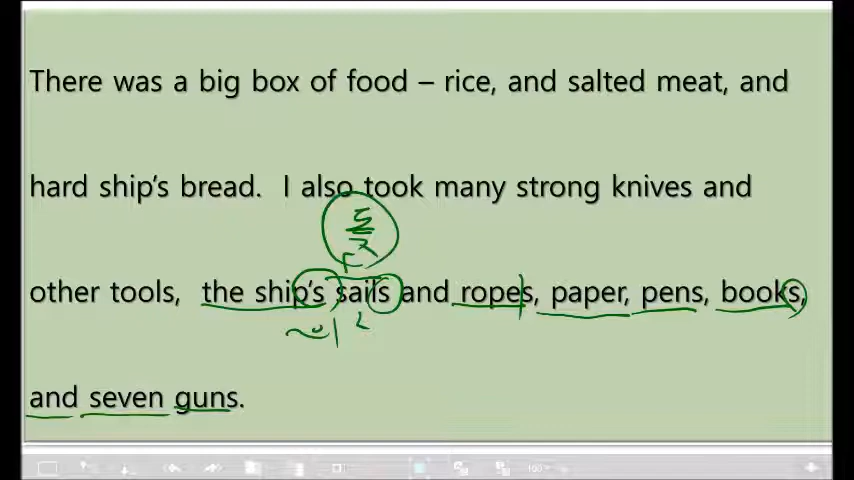 There was a big box of food – rice, and salted meat, and
hard ship's bread. I also took many strong knives and
other tools, the ship's sails and ropes, paper, pens, books,
and seven guns.